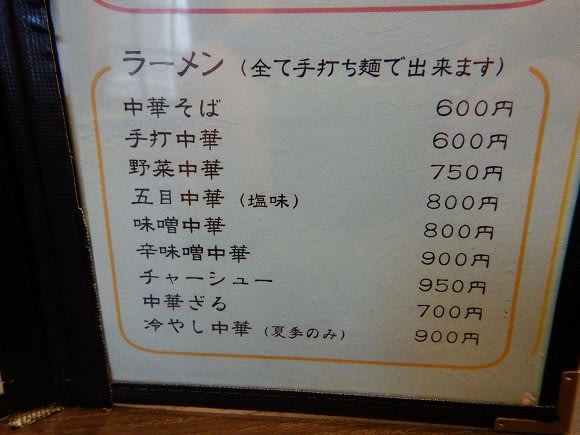 ラーメン (全て手打ち麺で出来ます)
中華そば 600円
手打中華 600円
野菜中華 750円
五目中華 (塩味) 800円
味噌中華 800円
辛味噌中華 900円
チャーシュー 950円
中華ざる 700円
冷やし中華 (夏季のみ) 900円